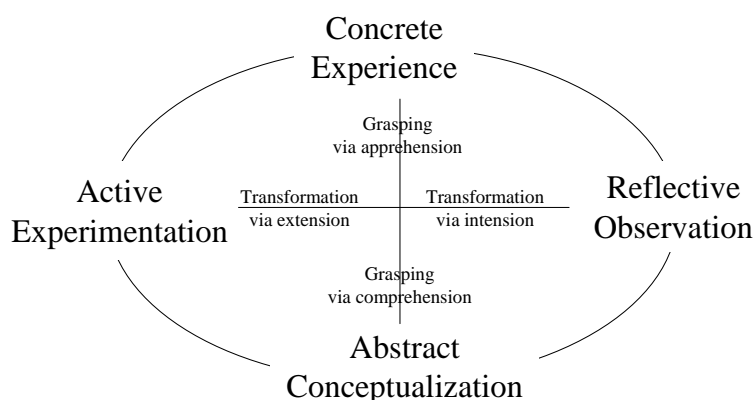 Concrete
Experience
Grasping
via apprehension
Active
Experimentation
Transformation
via extension
Transformation
via intension
Reflective
Observation
Grasping
via comprehension
Abstract
Conceptualization